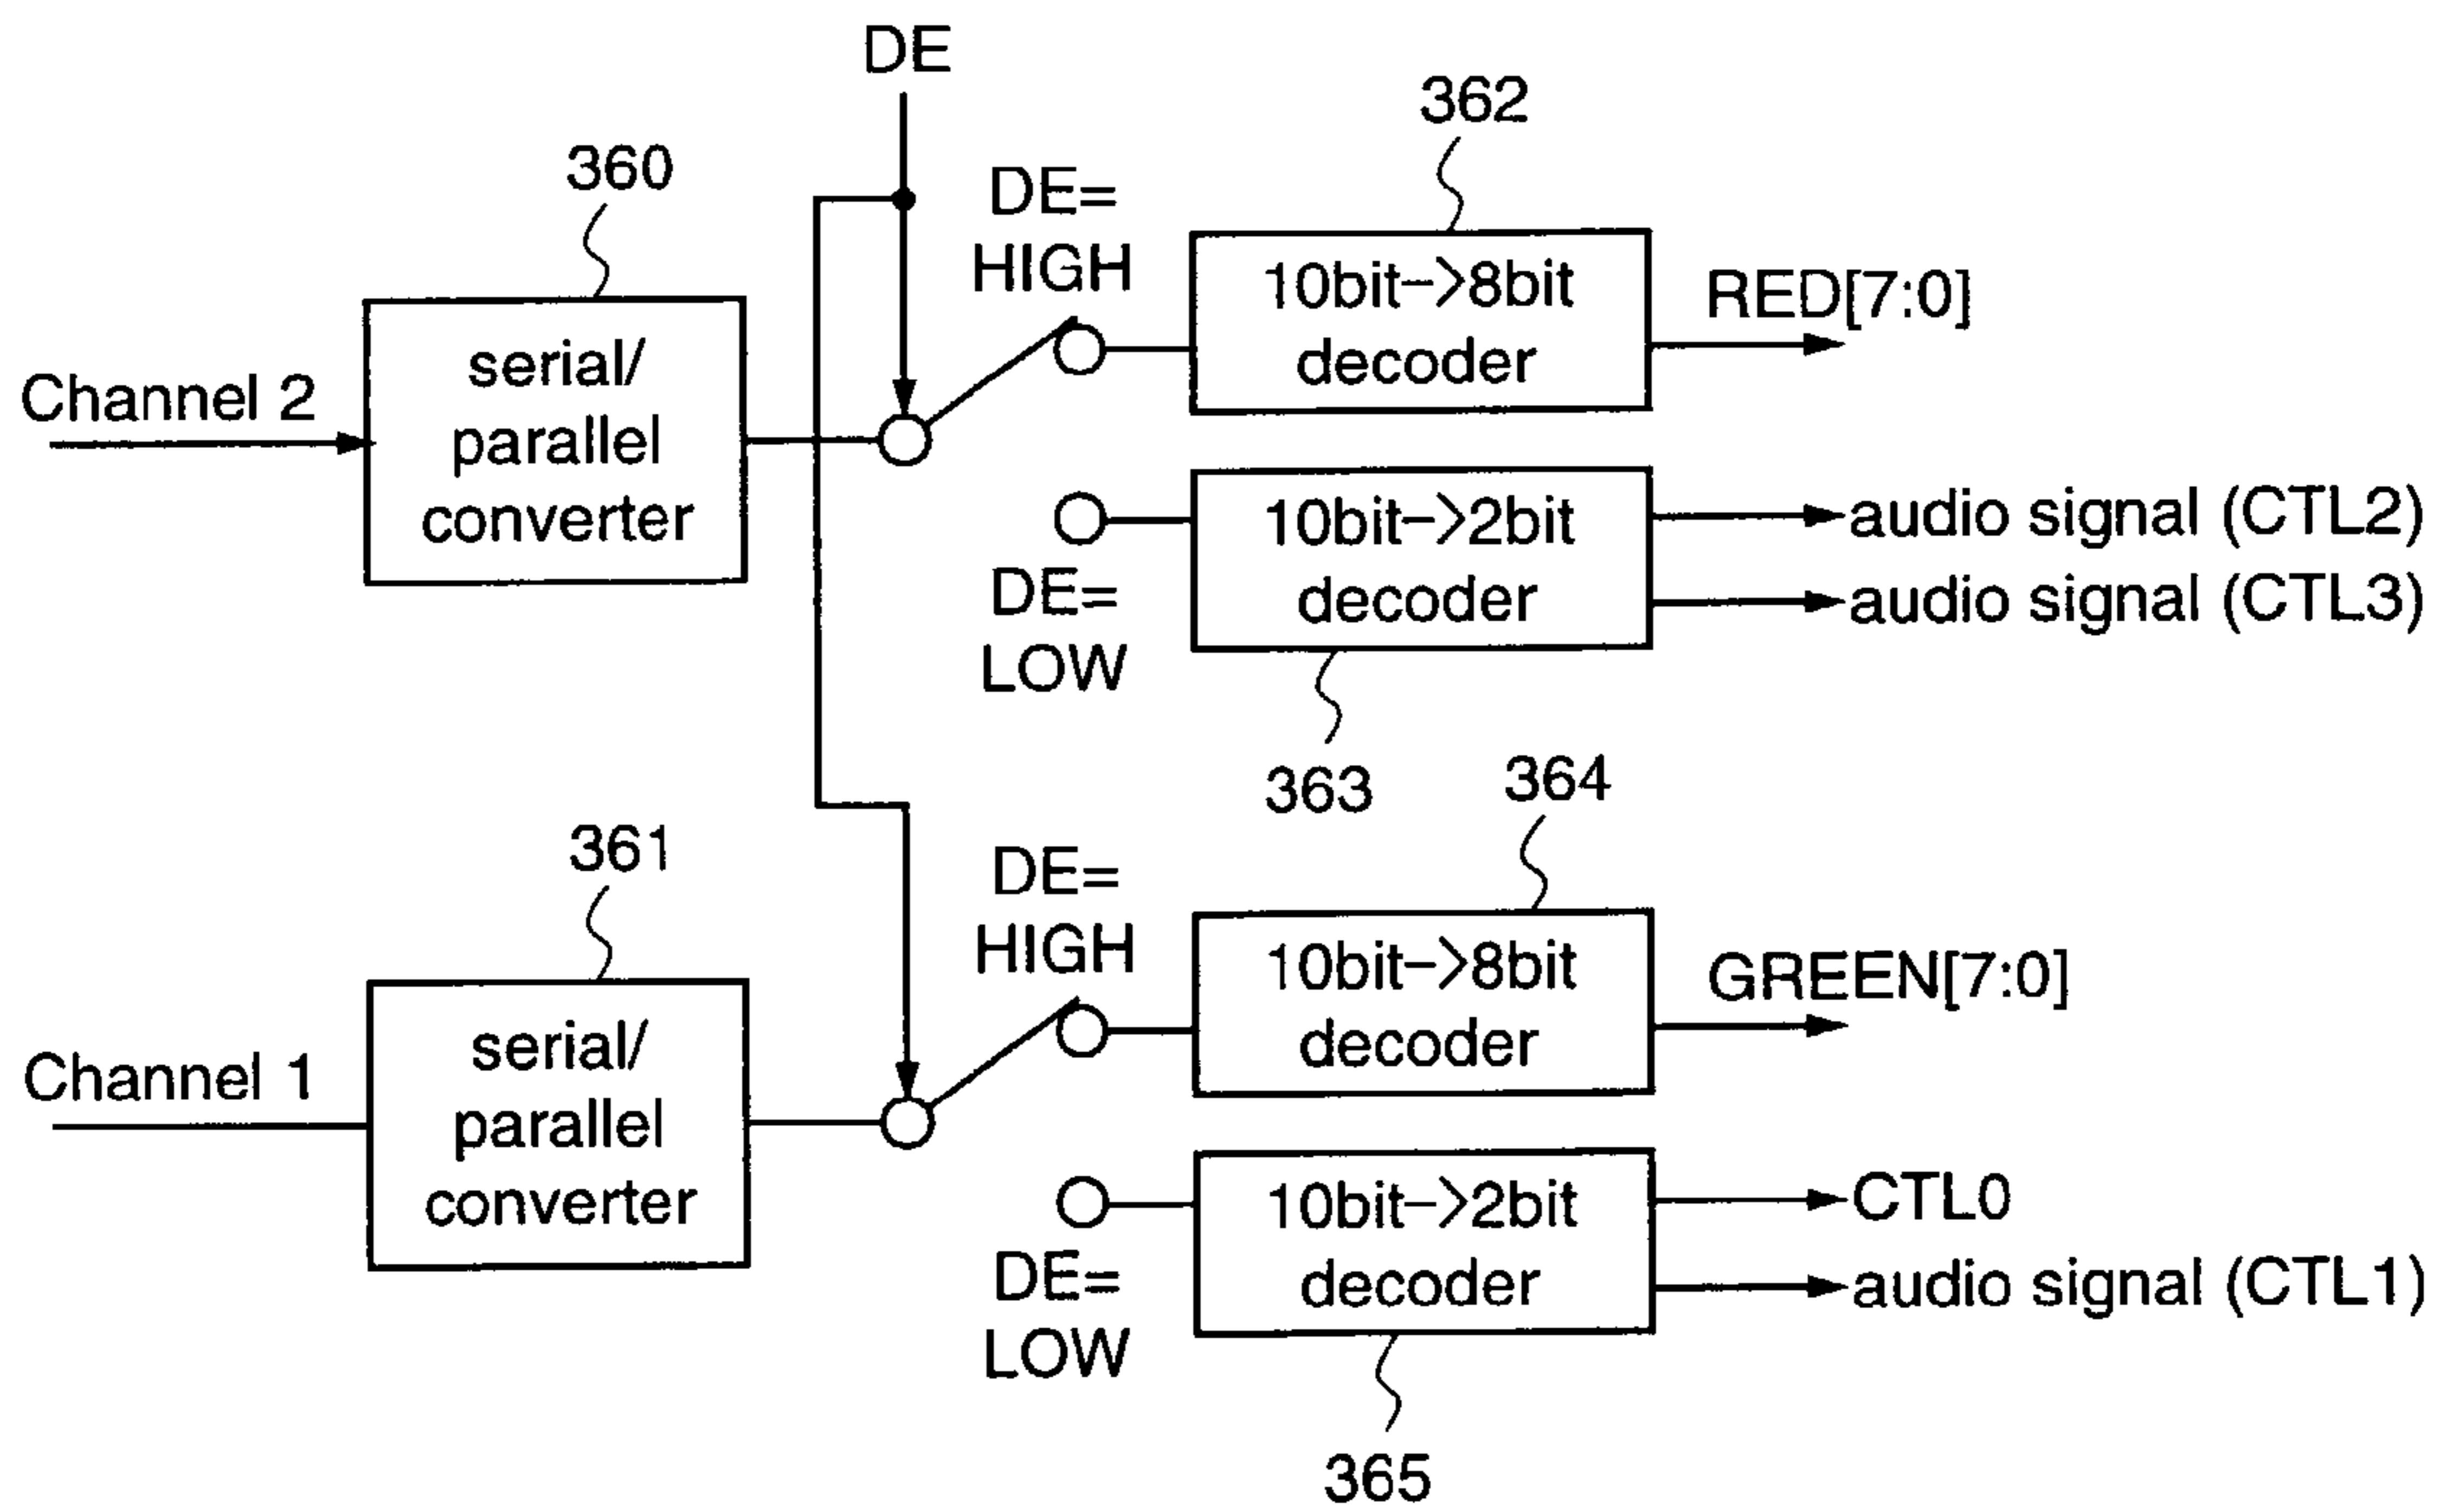 DE
362
360
DE=
HIGH
10bit->8bit
decoder
RED[7:0]
Channel 2
serial/
parallel
converter
10bit->2bit
decoder
audio signal (CTL2)
audio signal (CTL3)
DE=
LOW
363
364
361
DE=
HIGH
10bit->8bit
decoder
GREEN[7:0]
Channel 1
serial/
parallel
converter
10bit->2bit
decoder
CTL0
audio signal (CTL1)
DE=
LOW
365